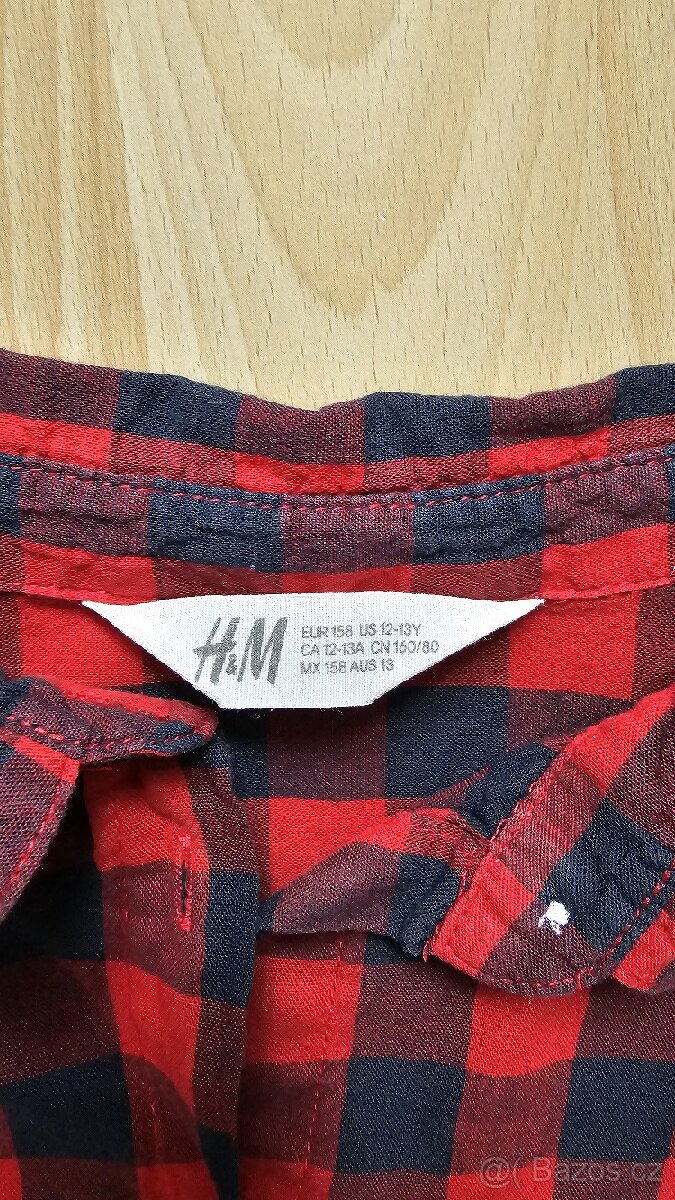 H&M
EUR 158 US 12-13Y
CA 12-13A CN 150/80
MX 158 AUS 13
@ Bazos.cz